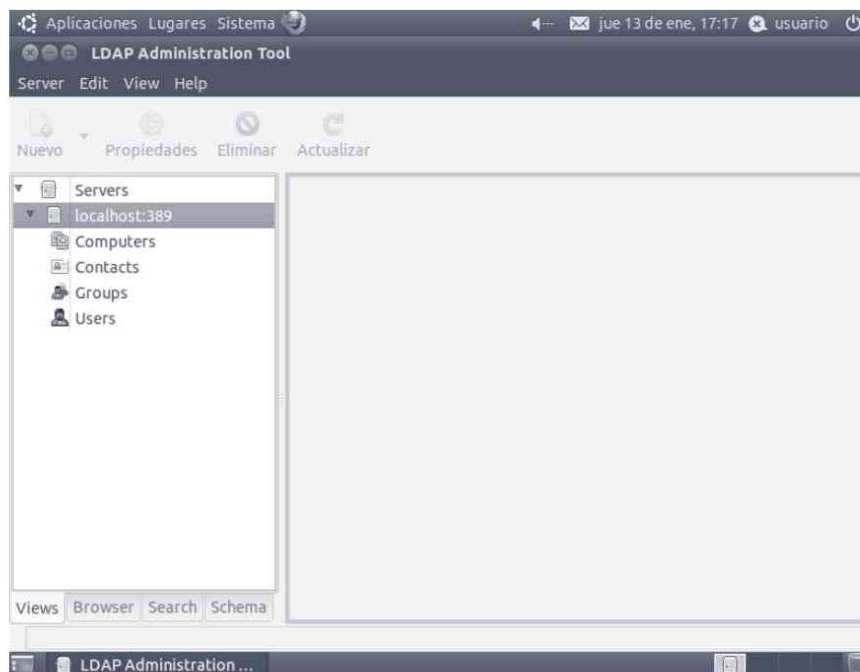 Aplicaciones Lugares Sistema jue 13 de ene, 17:17 usuario
LDAP Administration Tool
Server Edit View Help
Nuevo Propiedades Eliminar Actualizar
Servers
localhost:389
Computers
Contacts
Groups
Users
Views Browser Search Schema
LDAP Administration ...